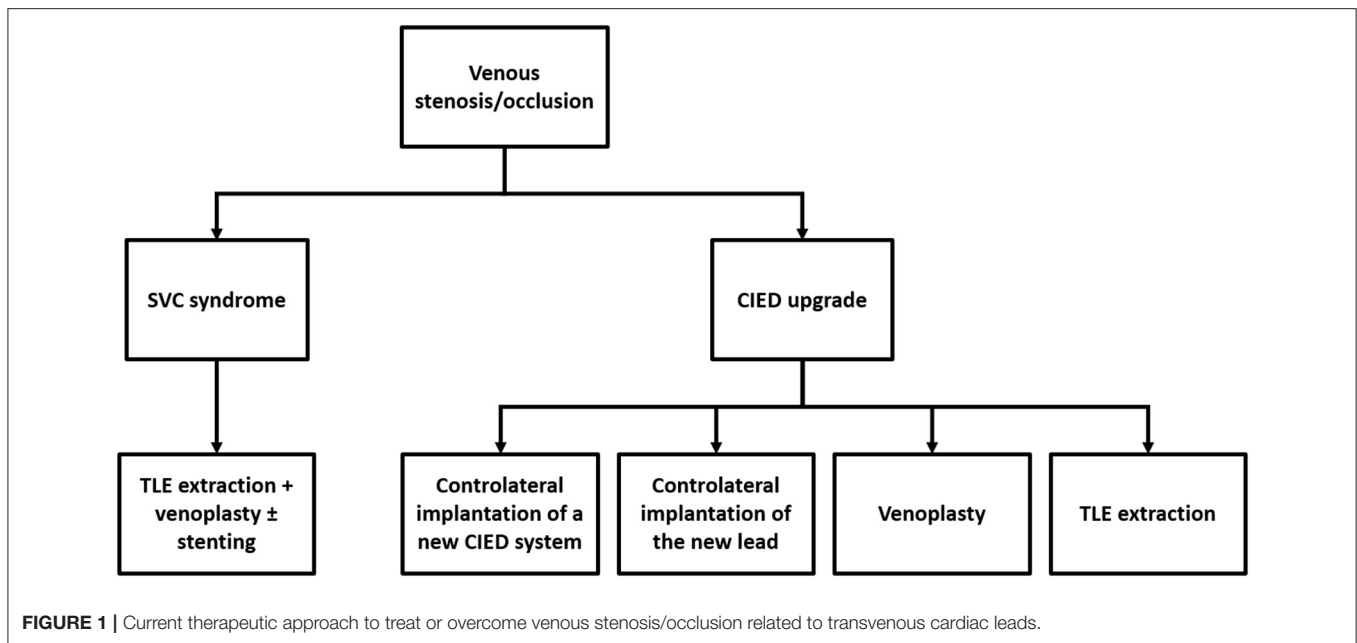 Venous
stenosis/occlusion
SVC syndrome
CIED upgrade
TLE extraction +
venoplasty ±
stenting
Controlateral
implantation of a
new CIED system
Controlateral
implantation of
the new lead
Venoplasty
TLE extraction
FIGURE 1 | Current therapeutic approach to treat or overcome venous stenosis/occlusion related to transvenous cardiac leads.